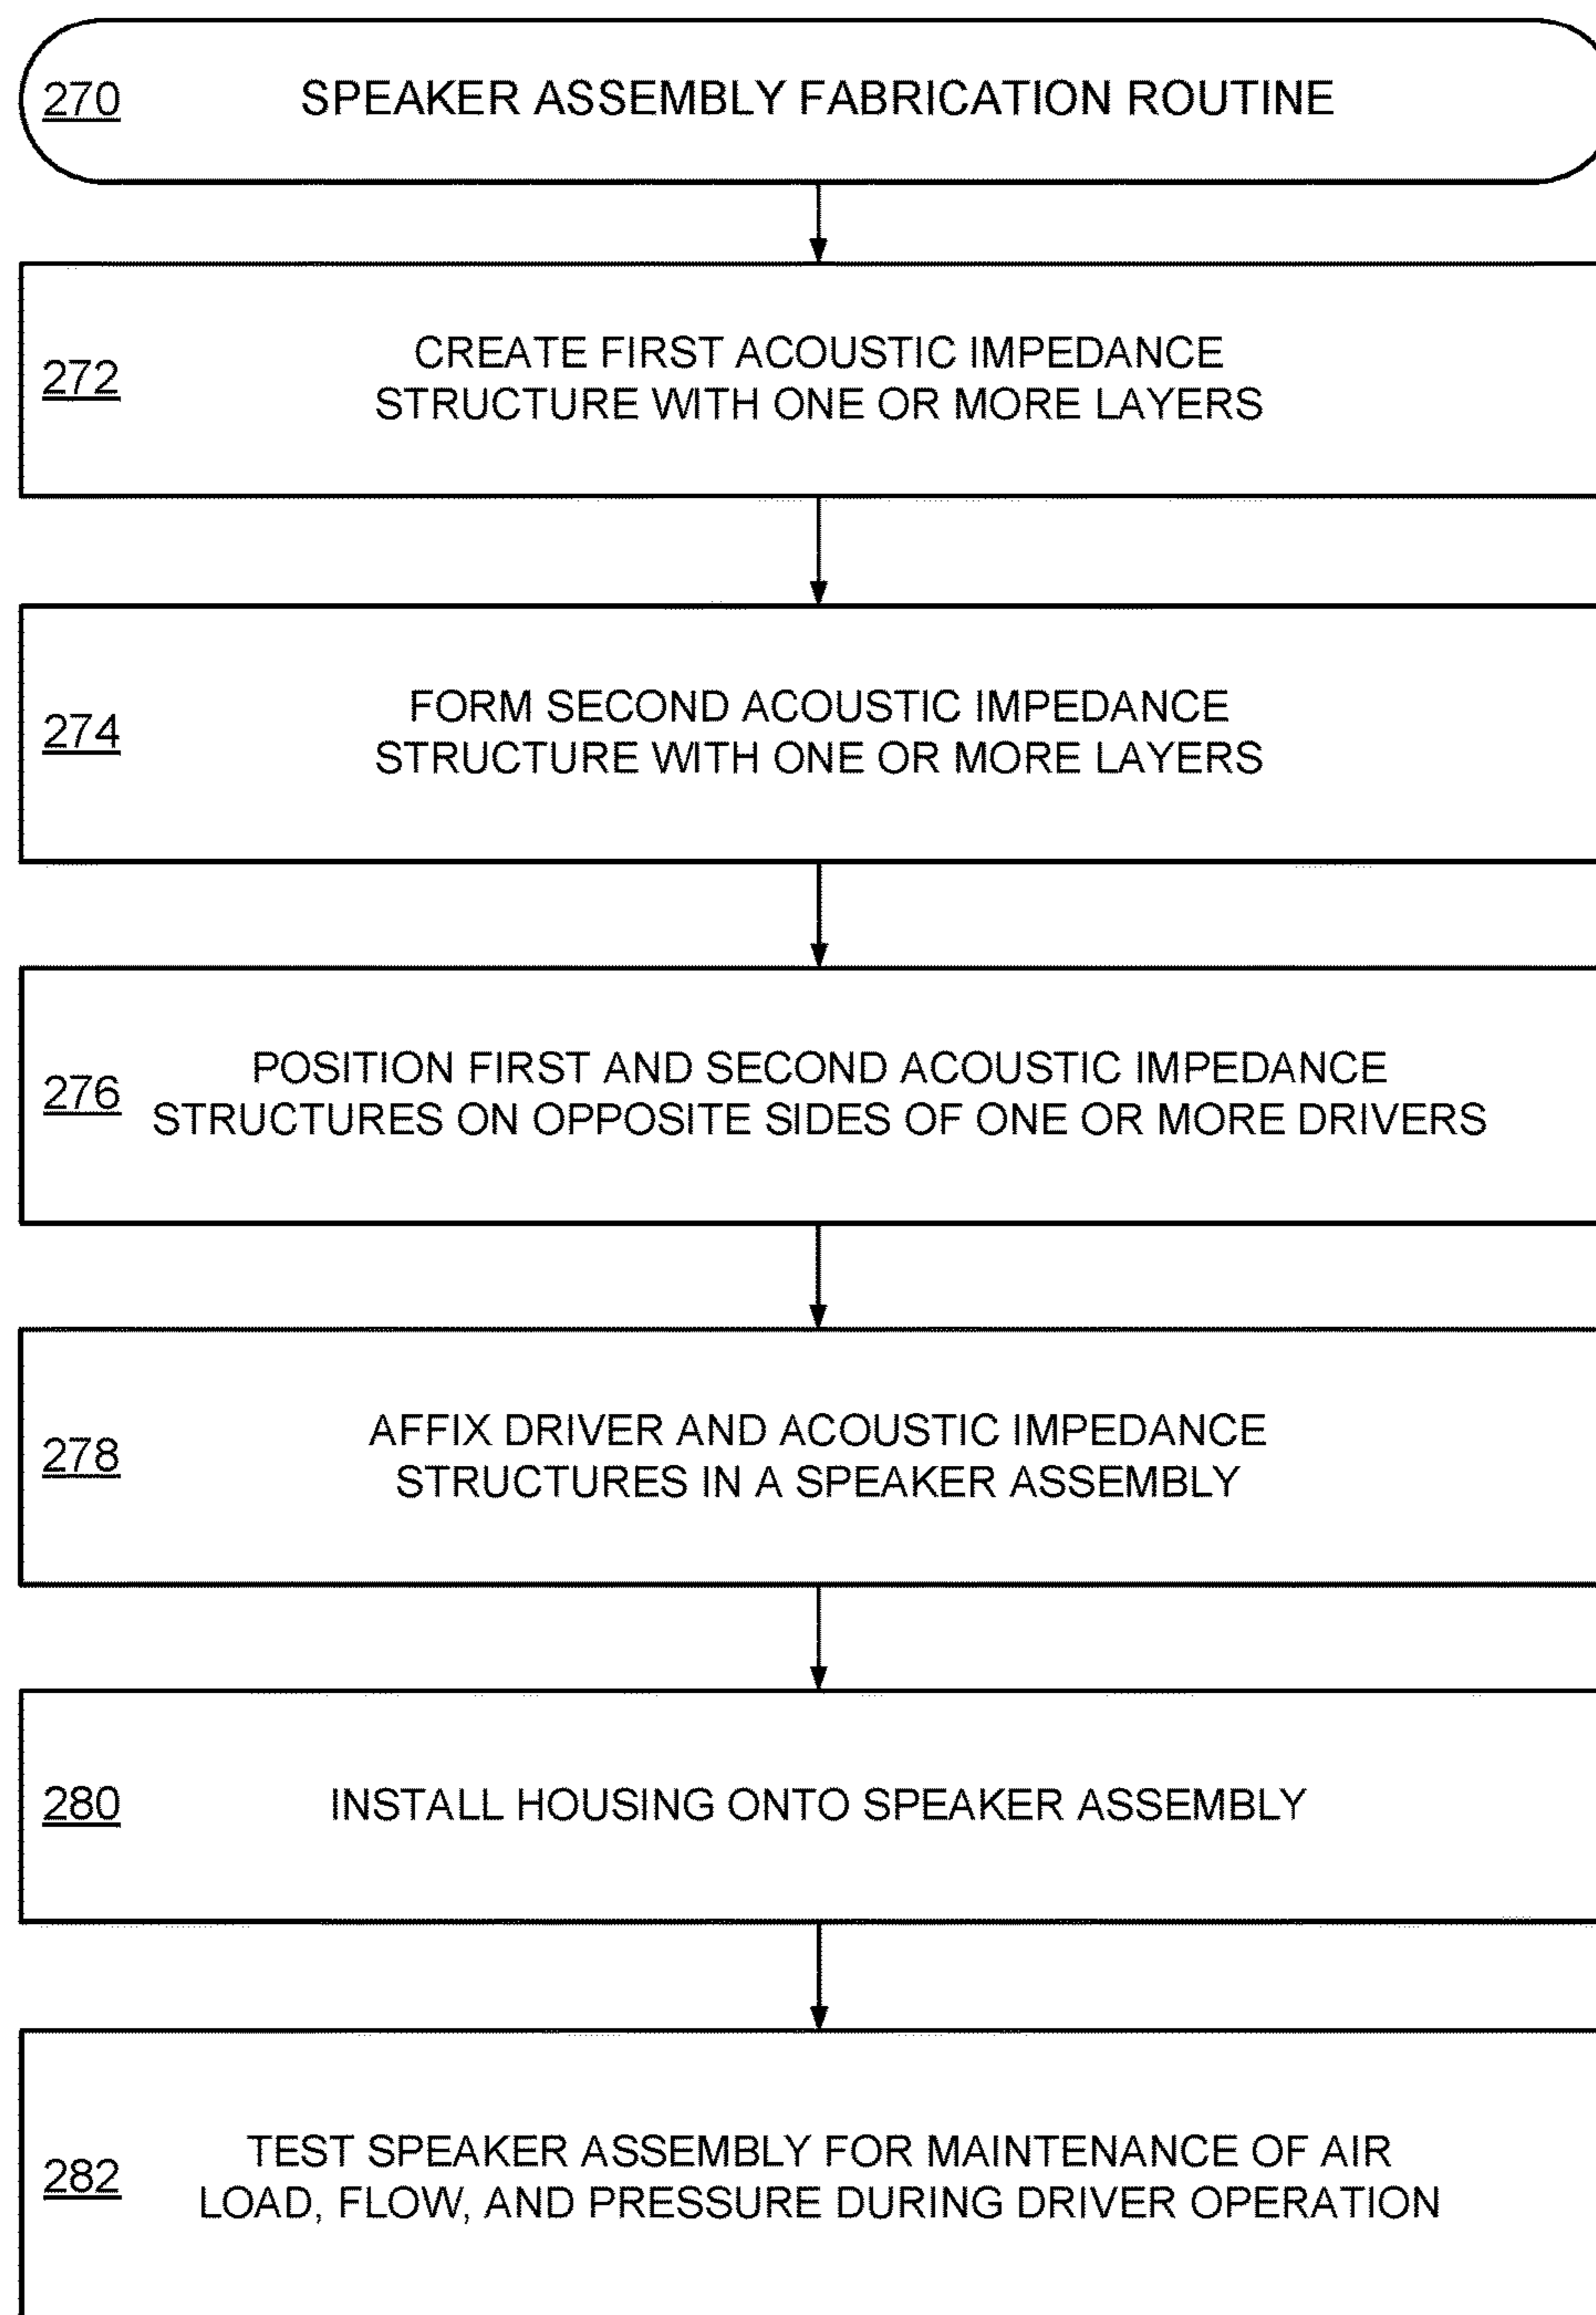 270 SPEAKER ASSEMBLY FABRICATION ROUTINE
272
CREATE FIRST ACOUSTIC IMPEDANCE
STRUCTURE WITH ONE OR MORE LAYERS
274
FORM SECOND ACOUSTIC IMPEDANCE
STRUCTURE WITH ONE OR MORE LAYERS
276
POSITION FIRST AND SECOND ACOUSTIC IMPEDANCE
STRUCTURES ON OPPOSITE SIDES OF ONE OR MORE DRIVERS
278
AFFIX DRIVER AND ACOUSTIC IMPEDANCE
STRUCTURES IN A SPEAKER ASSEMBLY
280 INSTALL HOUSING ONTO SPEAKER ASSEMBLY
282
TEST SPEAKER ASSEMBLY FOR MAINTENANCE OF AIR
LOAD, FLOW, AND PRESSURE DURING DRIVER OPERATION